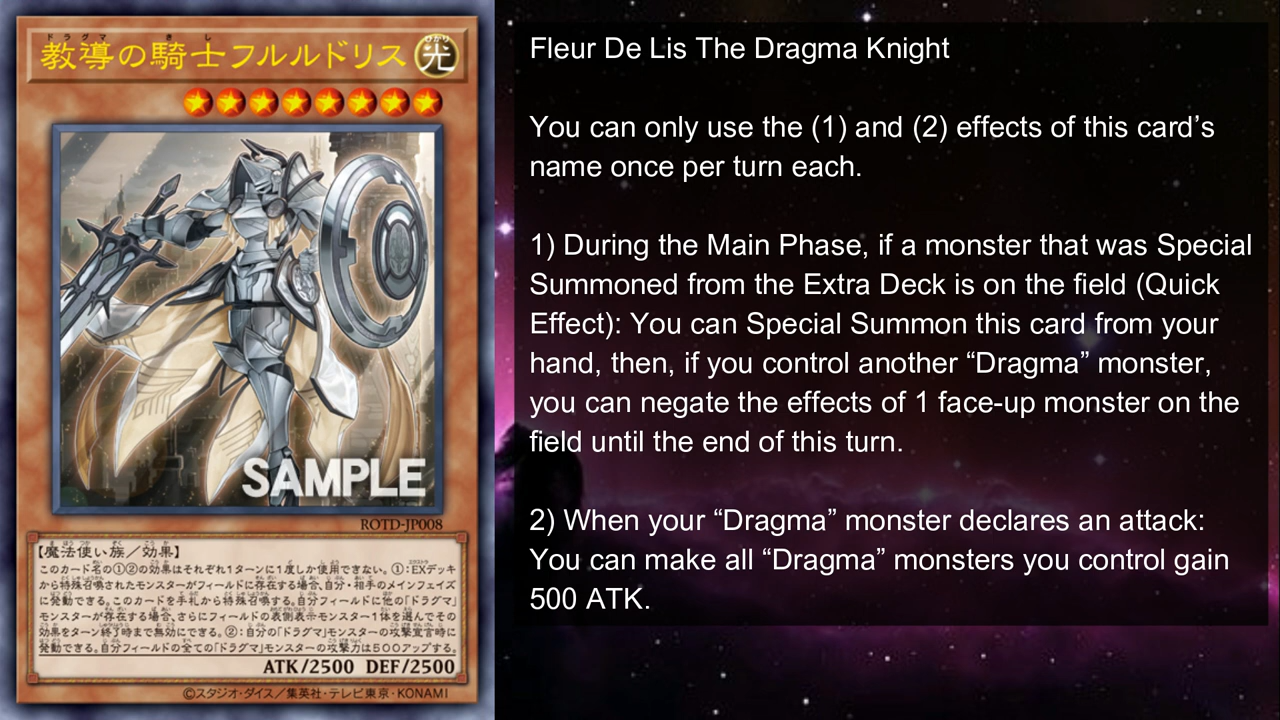 教導の騎士フルルドリス
光
SAMPLE
ROTD-JP008
【魔法使い族/効果】
このカード名の①②の効果はそれぞれ1ターンに1度しか使用できない。①:EXデッキ
から特殊召喚されたモンスターがフィールドに存在する場合、自分・相手のメインフェイズ
に発動できる。このカードを手札から特殊召喚する。自分フィールドに他の「ドラグマ」
モンスターが存在する場合、さらにフィールドの表側表示モンスター1体を選んでその
効果をターン終了時まで無効にできる。②:自分の「ドラグマ」モンスターの攻撃宣言時に
発動できる。自分フィールドの全ての「ドラグマ」モンスターの攻撃力は500アップする。
ATK/2500 DEF/2500
©スタジオ・ダイス/集英社・テレビ東京・KONAMI
Fleur De Lis The Dragma Knight
You can only use the (1) and (2) effects of this card’s
name once per turn each.
1) During the Main Phase, if a monster that was Special
Summoned from the Extra Deck is on the field (Quick
Effect): You can Special Summon this card from your
hand, then, if you control another “Dragma” monster,
you can negate the effects of 1 face-up monster on the
field until the end of this turn.
2) When your “Dragma” monster declares an attack:
You can make all “Dragma” monsters you control gain
500 ATK.